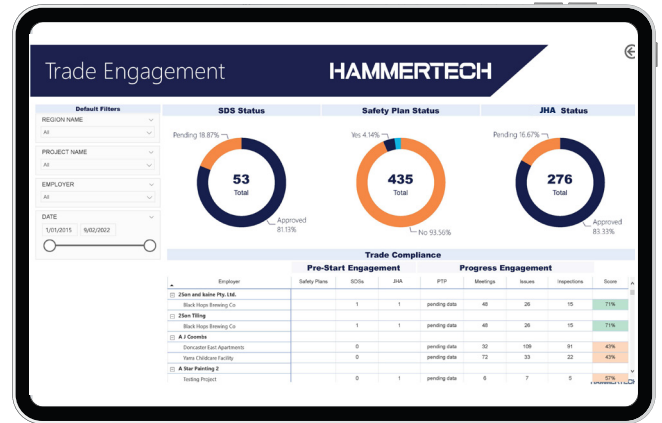 Trade Engagement
HAMMERTECH
Default Filters
REGION NAME
All
PROJECT NAME
All
EMPLOYER
All
DATE
1/01/2015 9/02/2022
SDS Status
Pending 18.87%
53
Total
Approved
81.13%
Safety Plan Status
Yes 4.14%
435
Total
No 93.56%
JHA Status
Pending 16.67%
276
Total
Approved
83.33%
Trade Compliance
Pre-Start Engagement Progress Engagement
Employer Safety Plans SDSs JHA PTP Meetings Issues Inspections Score
2Son and kaine Pty. Ltd.
Black Hops Brewing Co 1 1 pending data 48 26 15 71%
2Son Tiling
Black Hops Brewing Co 1 1 pending data 48 26 15 71%
A J Coombs
Doncaster East Apartments 0 pending data 32 109 91 43%
Yarra Childcare Facility 0 pending data 72 33 22 43%
A Star Painting 2
Testing Project 0 1 pending data 6 7 5 57%
HAMMERTECH